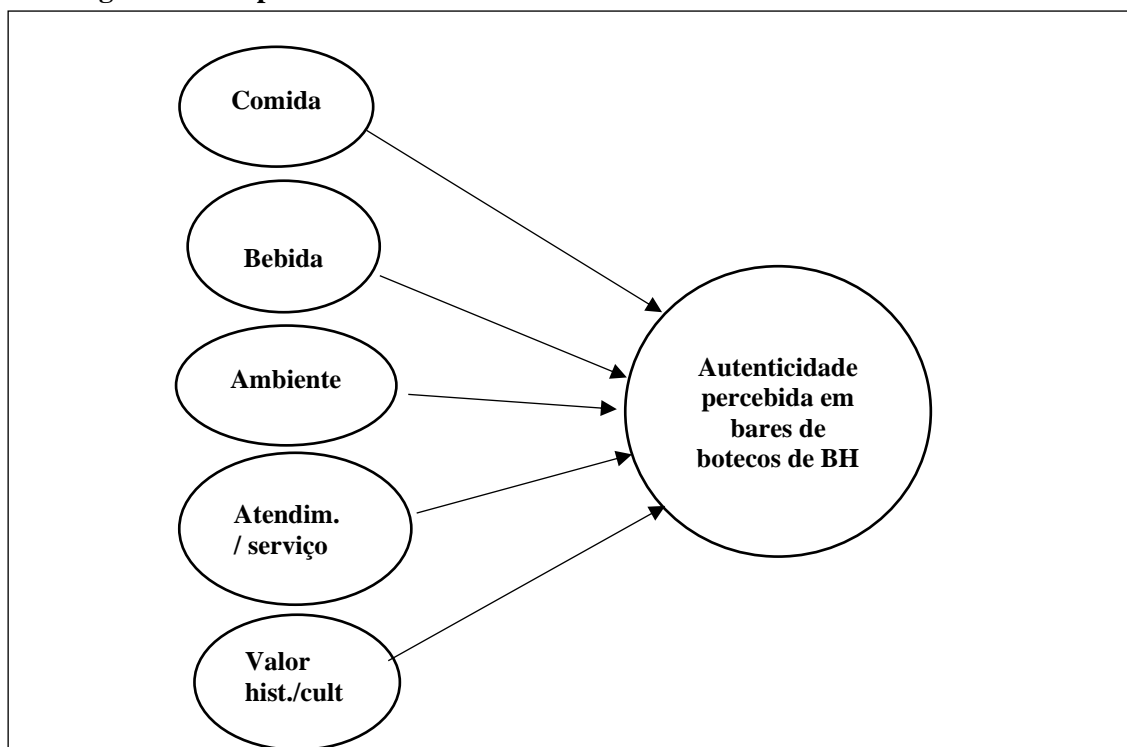 Comida
Bebida
Ambiente
Atendim.
/ serviço
Valor
hist./cult
Autenticidade
percebida em
bares de
botecos de BH